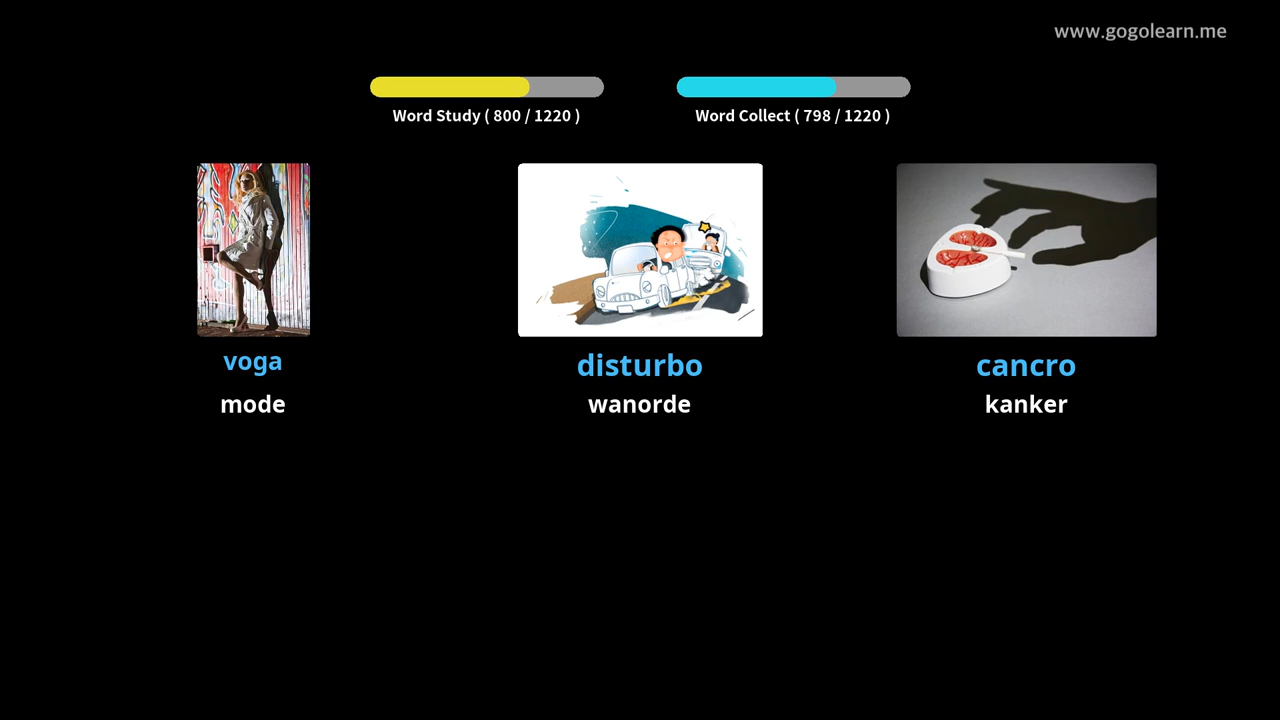 www.gogolearn.me
Word Study ( 800 / 1220 )
Word Collect ( 798 / 1220 )
voga
mode
disturbo
wanorde
cancro
kanker